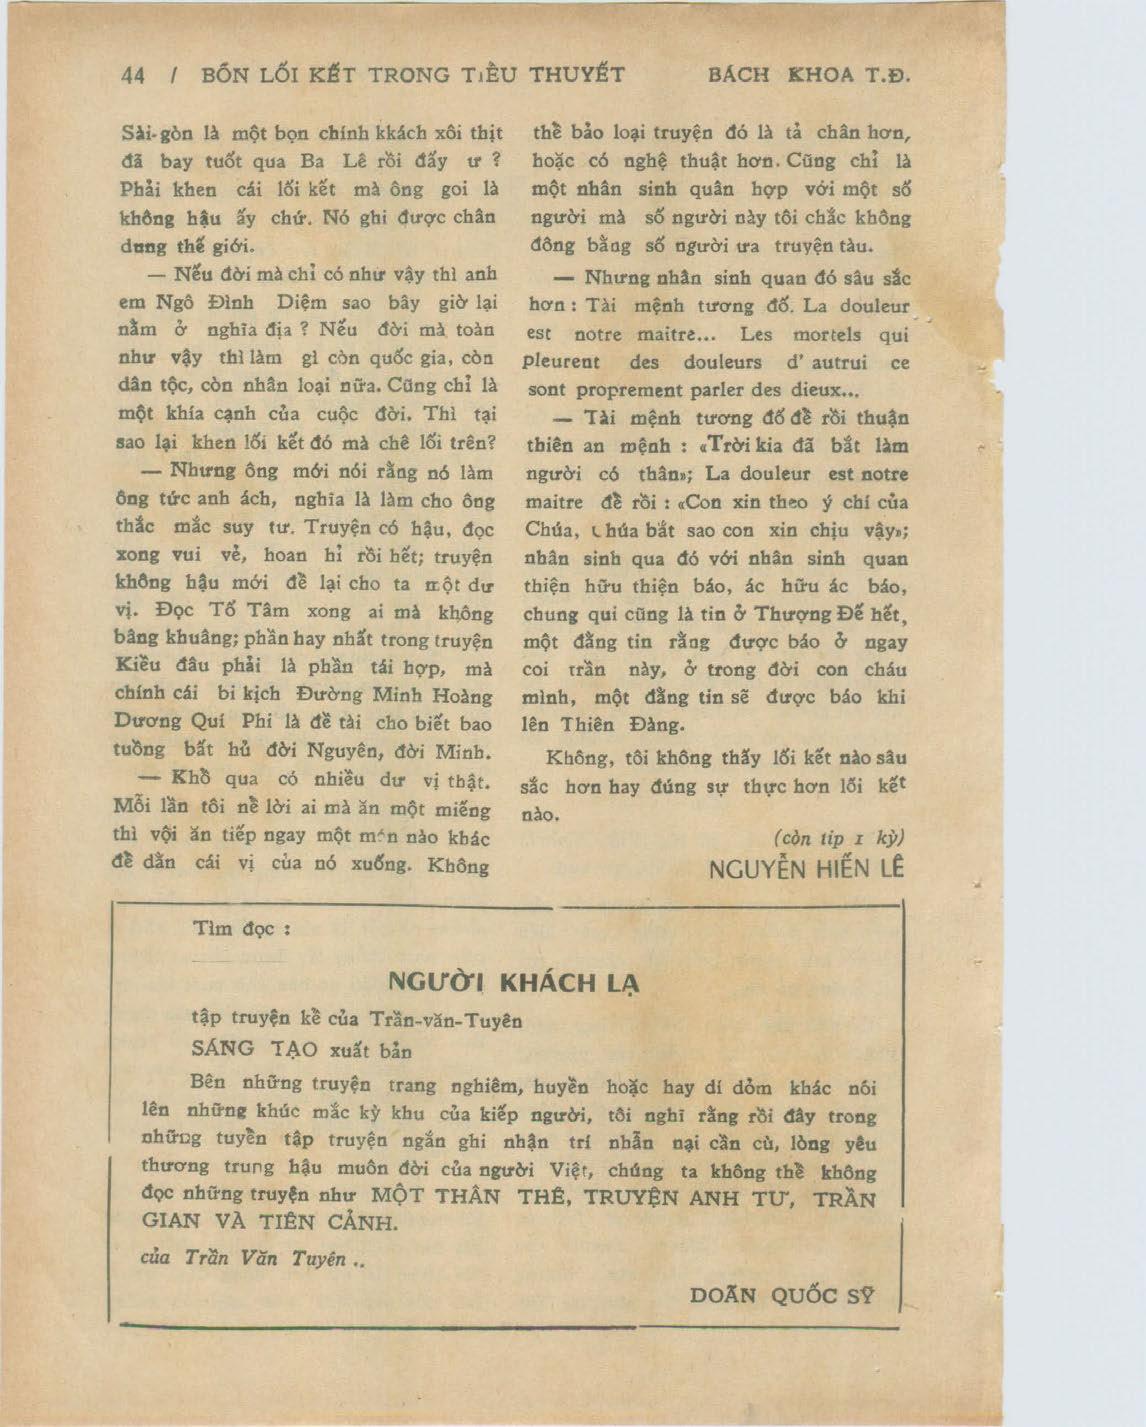 44 / BỐN LỐI KẾT TRONG TIỂU THUYẾT BÁCH KHOA T.Đ.
Sài-gòn là một bọn chính kkách xôi thịt
đã bay tuốt qua Ba Lê rồi đấy ư ?
Phải khen cái lối kết mà ông gọi là
không hậu ấy chứ. Nó ghi được chân
dung thế giới.
— Nếu đời mà chỉ có như vậy thì anh
em Ngô Đình Diệm sao bây giờ lại
nằm ở nghĩa địa ? Nếu đời mà toàn
như vậy thì làm gì còn quốc gia, còn
dân tộc, còn nhân loại nữa. Cũng chỉ là
một khía cạnh của cuộc đời. Thì tại
sao lại khen lối kết đó mà chê lối trên?
— Nhưng ông mới nói rằng nó làm
ông tức anh ách, nghĩa là làm cho ông
thắc mắc suy tư. Truyện có hậu, đọc
xong vui vẻ, hoan hỉ rồi hết; truyện
không hậu mới để lại cho ta một dư
vị. Đọc Tố Tâm xong ai mà không
bâng khuâng; phần hay nhất trong truyện
Kiều đâu phải là phần tái hợp, mà
chính cái bi kịch Đường Minh Hoàng
Dương Quí Phi là đề tài cho biết bao
tuồng bất hủ đời Nguyên, đời Minh.
— Khổ qua có nhiều dư vị thật.
Mỗi lần tôi nể lời ai mà ăn một miếng
thì vội ăn tiếp ngay một món nào khác
để dằn cái vị của nó xuống. Không
thể bảo loại truyện đó là tả chân hơn,
hoặc có nghệ thuật hơn. Cũng chỉ là
một nhân sinh quân hợp với một số
người mà số người này tôi chắc không
đông bằng số người ưa truyện tàu.
— Nhưng nhân sinh quan đó sâu sắc
hơn : Tài mệnh tương đố. La douleur
est notre maitre... Les mortels qui
pleurent des douleurs d' autrui ce
sont proprement parler des dieux...
— Tài mệnh tương đố để rồi thuận
thiên an mệnh : «Trời kia đã bắt làm
người có thân»; La douleur est notre
maitre để rồi : «Con xin theo ý chí của
Chúa, Chúa bắt sao con xin chịu vậy»;
nhân sinh qua đó với nhân sinh quan
thiện hữu thiện báo, ác hữu ác báo,
chung qui cũng là tin ở Thượng Đế hết,
một đằng tin rằng được báo ở ngay
coi trần này, ở trong đời con cháu
mình, một đằng tin sẽ được báo khi
lên Thiên Đàng.
Không, tôi không thấy lối kết nào sâu
sắc hơn hay đúng sự thực hơn lối kết
nào.
(còn tip 1 kỳ)
NGUYỄN HIẾN LÊ
Tìm đọc :
NGƯỜI KHÁCH LẠ
tập truyện kể của Trần-văn-Tuyên
SÁNG TẠO xuất bản
Bên những truyện trang nghiêm, huyền hoặc hay dí dỏm khác nói
lên những khúc mắc kỳ khu của kiếp người, tôi nghĩ rằng rồi đây trong
những tuyển tập truyện ngắn ghi nhận trí nhẫn nại cần cù, lòng yêu
thương trung hậu muôn đời của người Việt, chúng ta không thể không
đọc những truyện như MỘT THÂN THẾ, TRUYỆN ANH TƯ, TRẦN
GIAN VÀ TIÊN CẢNH.
của Trần Văn Tuyên ..
DOÃN QUỐC SỸ